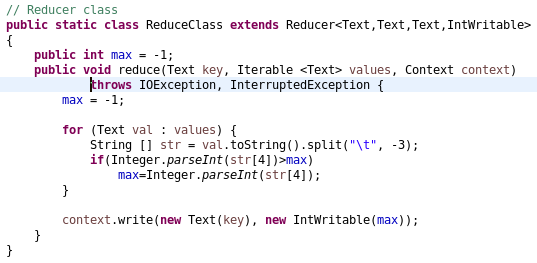 // Reducer class
public static class ReduceClass extends Reducer<Text,Text,Text,IntWritable>
{
    public int max = -1;
    public void reduce(Text key, Iterable <Text> values, Context context)
            throws IOException, InterruptedException {
        max = -1;

        for (Text val : values) {
            String [] str = val.toString().split("\t", -3);
            if(Integer.parseInt(str[4])>max)
                max=Integer.parseInt(str[4]);
        }

        context.write(new Text(key), new IntWritable(max));
    }
}